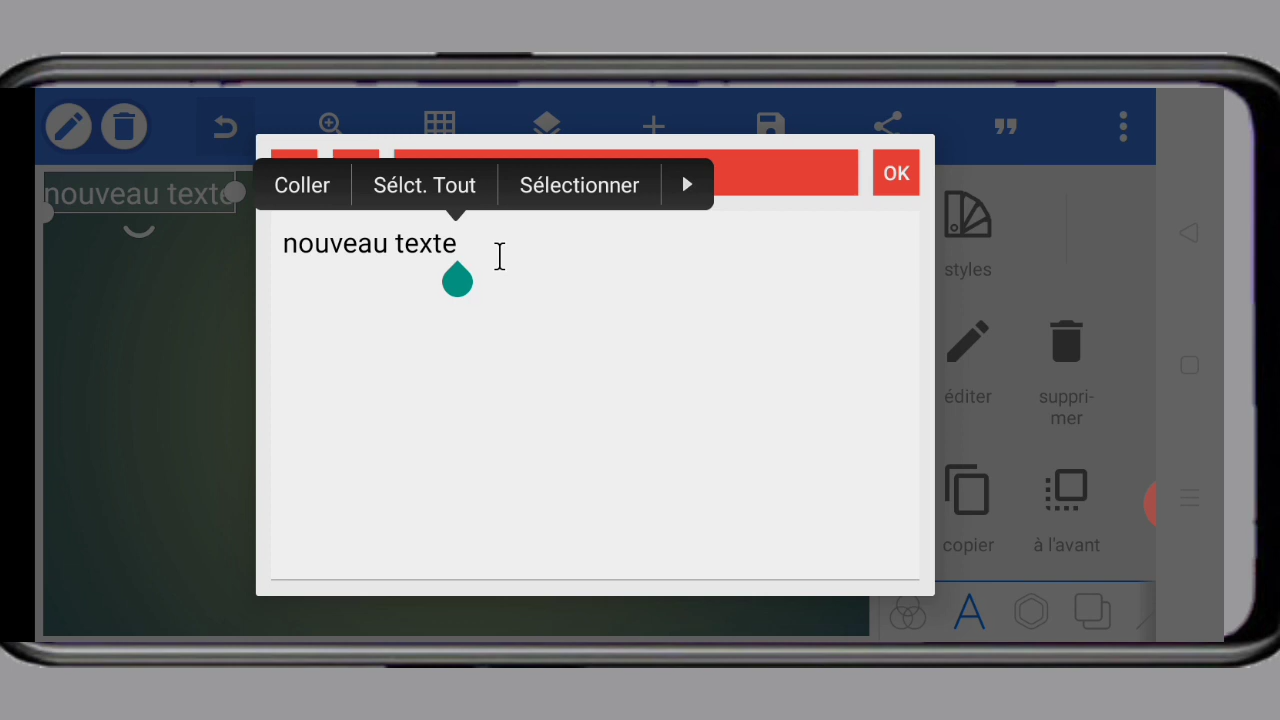 Coller
Sélct. Tout
Sélectionner
OK
nouveau texte
nouveau texte
styles
éditer
suppri-
mer
copier
à l'avant